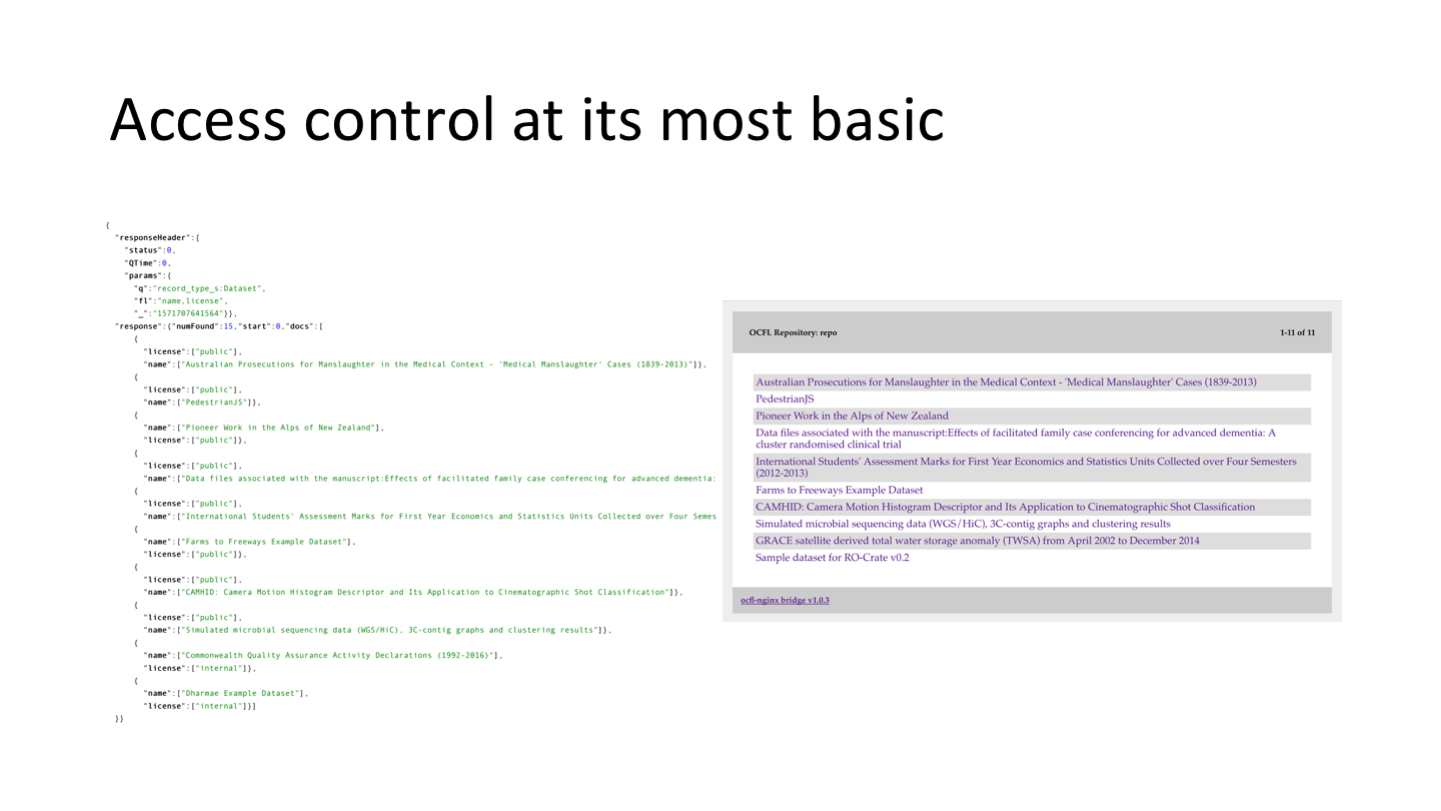 Access control at its most basic
{
"responseHeader":{
"status":0,
"QTime":0,
"params":{
"q":"record_type_s:Dataset",
"fl":"name,license",
"_":"1571707641564"}},
"response":{"numFound":15,"start":0,"docs":[
{
"license":["public"],
"name":["Australian Prosecutions for Manslaughter in the Medical Context - 'Medical Manslaughter' Cases (1839-2013)"]},
{
"license":["public"],
"name":["PedestrianJS"]},
{
"name":["Pioneer Work in the Alps of New Zealand"],
"license":["public"]},
{
"license":["public"],
"name":["Data files associated with the manuscript:Effects of facilitated family case conferencing for advanced dementia:
{
"license":["public"],
"name":["International Students' Assessment Marks for First Year Economics and Statistics Units Collected over Four Semes
{
"name":["Farms to Freeways Example Dataset"],
"license":["public"]},
{
"license":["public"],
"name":["CAMHID: Camera Motion Histogram Descriptor and Its Application to Cinematographic Shot Classification"]},
{
"license":["public"],
"name":["Simulated microbial sequencing data (WGS/HiC), 3C-contig graphs and clustering results"]},
{
"name":["Commonwealth Quality Assurance Activity Declarations (1992-2016)"],
"license":["internal"]},
{
"name":["Dharmae Example Dataset"],
"license":["internal"]}]
}}
OCFL Repository: repo
1-11 of 11
Australian Prosecutions for Manslaughter in the Medical Context - 'Medical Manslaughter' Cases (1839-2013)
PedestrianJS
Pioneer Work in the Alps of New Zealand
Data files associated with the manuscript:Effects of facilitated family case conferencing for advanced dementia: A
cluster randomised clinical trial
International Students' Assessment Marks for First Year Economics and Statistics Units Collected over Four Semesters
(2012-2013)
Farms to Freeways Example Dataset
CAMHID: Camera Motion Histogram Descriptor and Its Application to Cinematographic Shot Classification
Simulated microbial sequencing data (WGS/HiC), 3C-contig graphs and clustering results
GRACE satellite derived total water storage anomaly (TWSA) from April 2002 to December 2014
Sample dataset for RO-Crate v0.2
ocfl-nginx bridge v1.0.3